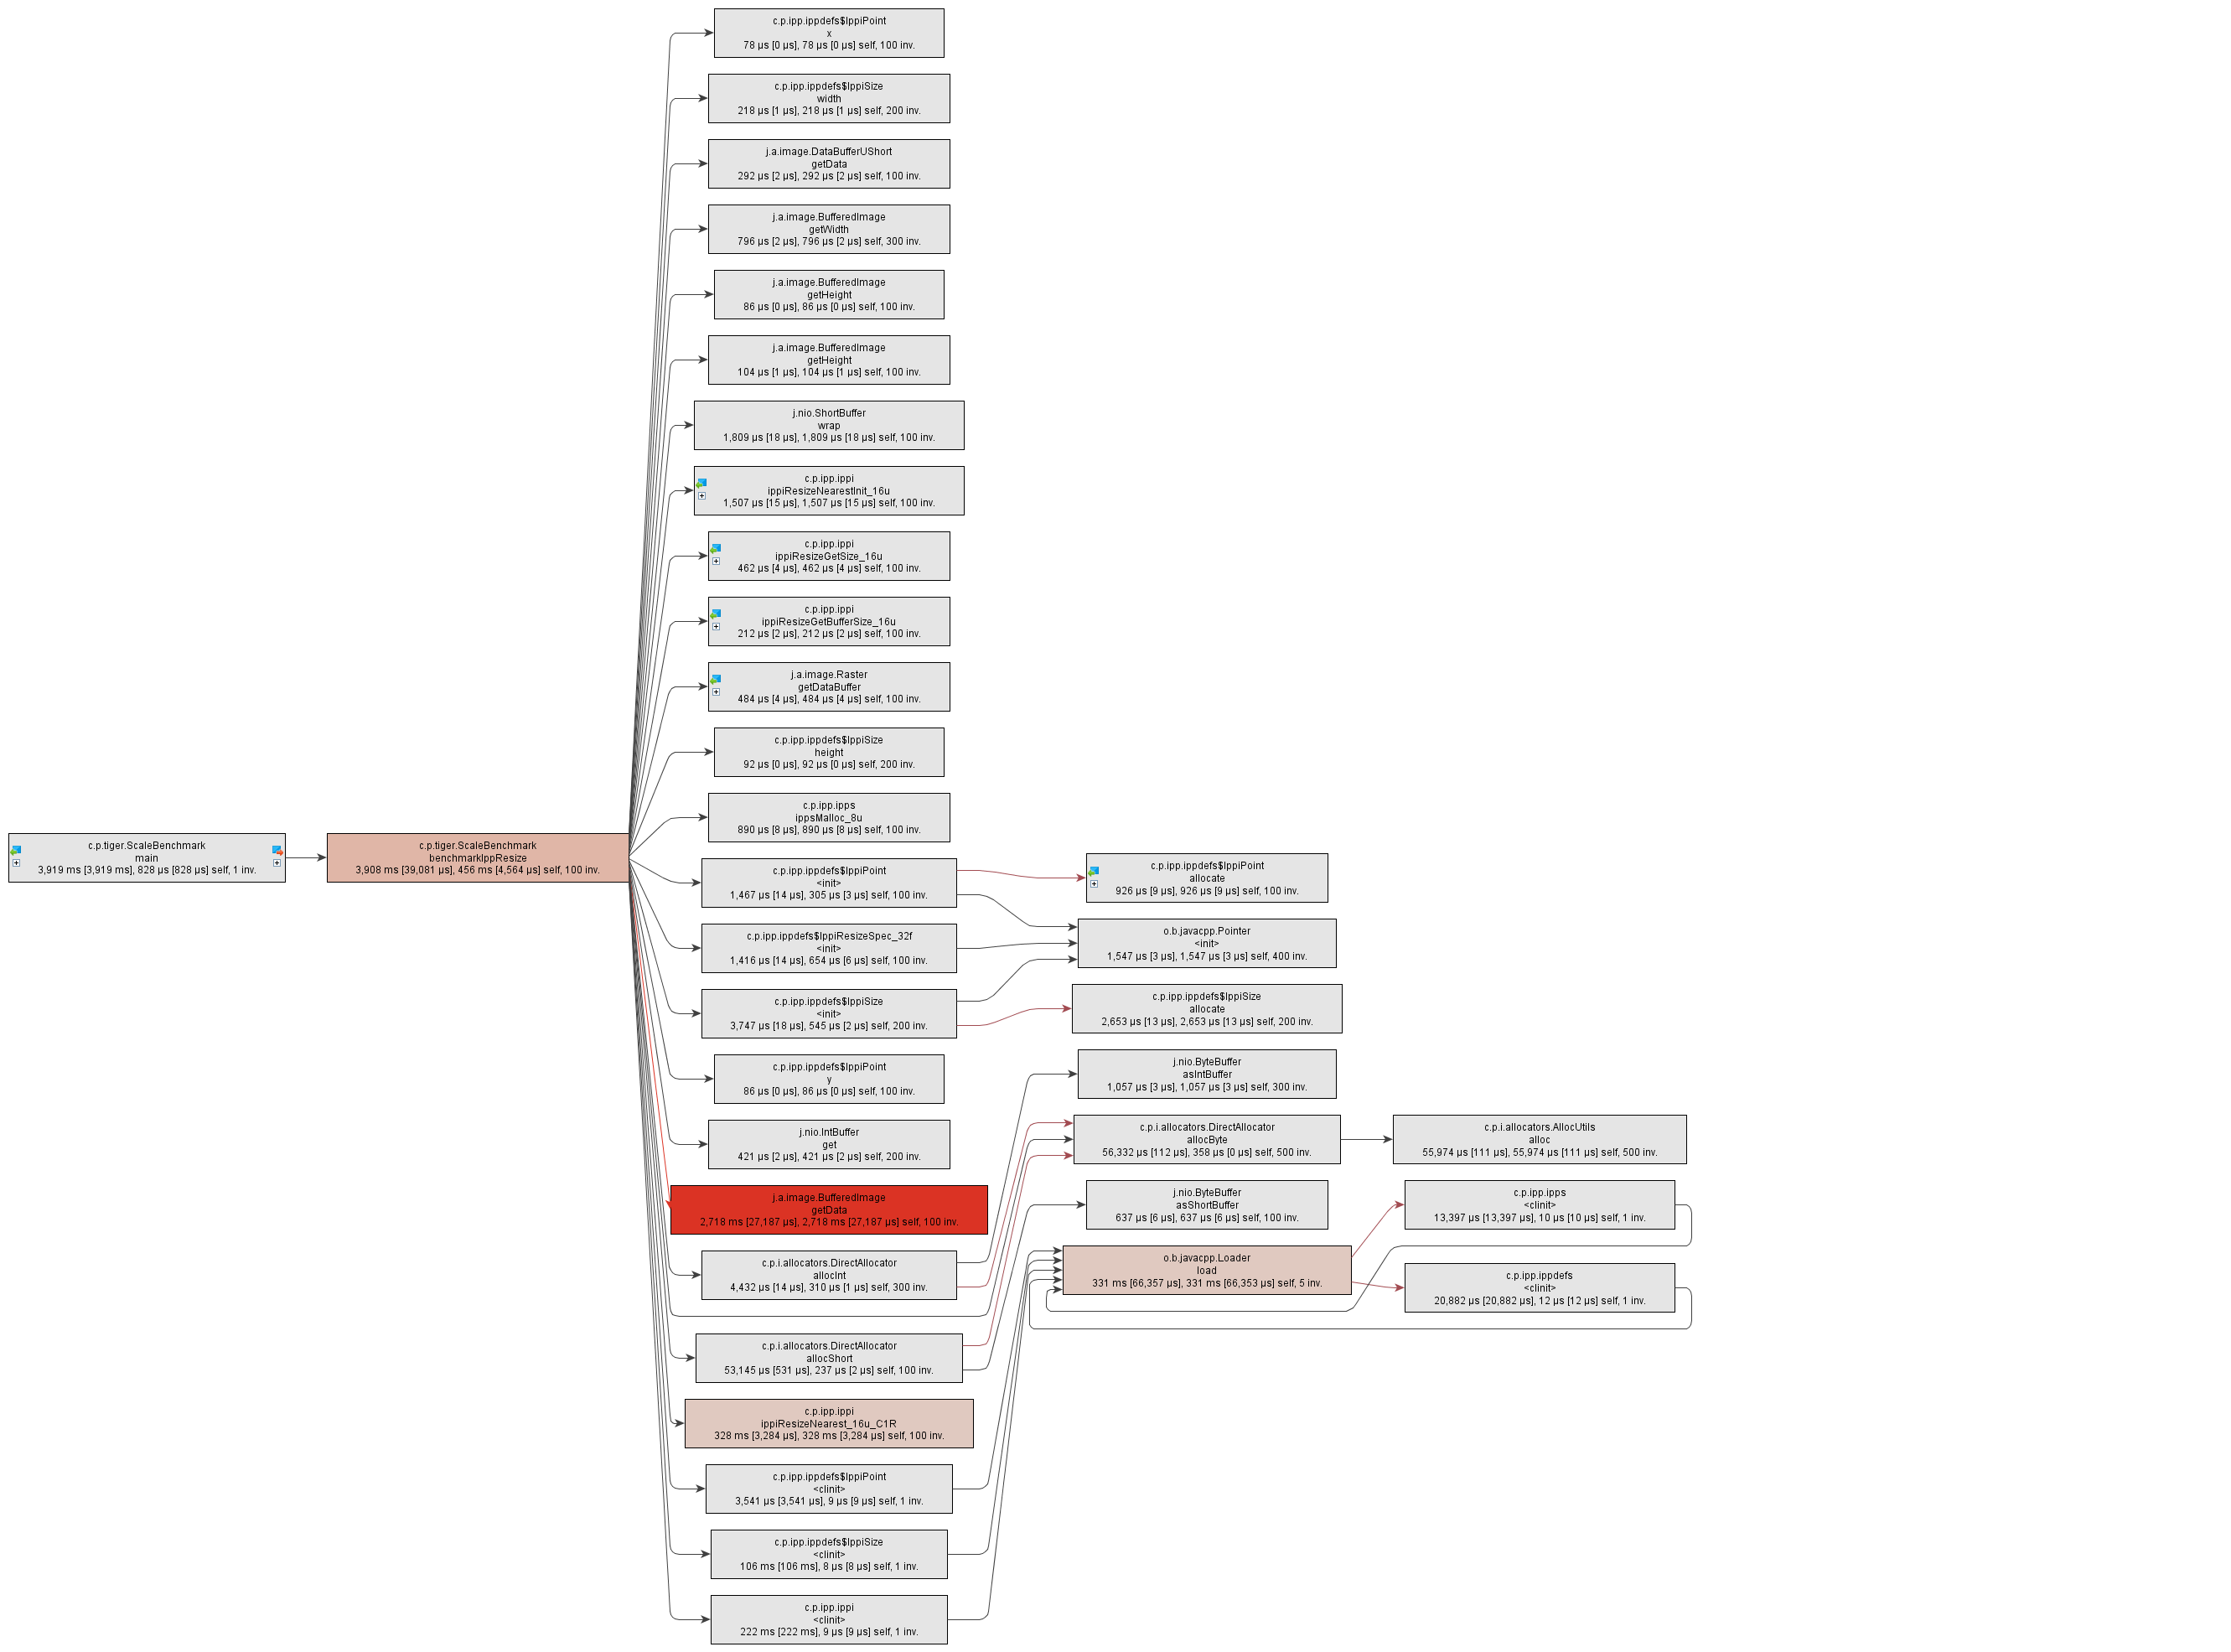 c.p.tiger.ScaleBenchmark
main
3,919 ms [3,919 ms], 828 µs [828 µs] self, 1 inv.
c.p.tiger.ScaleBenchmark
benchmarkIppResize
3,908 ms [39,081 µs], 456 ms [4,564 µs] self, 100 inv.
c.p.ipp.ippdefs$IppiPoint
x
78 µs [0 µs], 78 µs [0 µs] self, 100 inv.
c.p.ipp.ippdefs$IppiSize
width
218 µs [1 µs], 218 µs [1 µs] self, 200 inv.
j.a.image.DataBufferUShort
getData
292 µs [2 µs], 292 µs [2 µs] self, 100 inv.
j.a.image.BufferedImage
getWidth
796 µs [2 µs], 796 µs [2 µs] self, 300 inv.
j.a.image.BufferedImage
getHeight
86 µs [0 µs], 86 µs [0 µs] self, 100 inv.
j.a.image.BufferedImage
getHeight
104 µs [1 µs], 104 µs [1 µs] self, 100 inv.
j.nio.ShortBuffer
wrap
1,809 µs [18 µs], 1,809 µs [18 µs] self, 100 inv.
c.p.ipp.ippi
ippiResizeNearestInit_16u
1,507 µs [15 µs], 1,507 µs [15 µs] self, 100 inv.
c.p.ipp.ippi
ippiResizeGetSize_16u
462 µs [4 µs], 462 µs [4 µs] self, 100 inv.
c.p.ipp.ippi
ippiResizeGetBufferSize_16u
212 µs [2 µs], 212 µs [2 µs] self, 100 inv.
j.a.image.Raster
getDataBuffer
484 µs [4 µs], 484 µs [4 µs] self, 100 inv.
c.p.ipp.ippdefs$IppiSize
height
92 µs [0 µs], 92 µs [0 µs] self, 200 inv.
c.p.ipp.ipps
ippsMalloc_8u
890 µs [8 µs], 890 µs [8 µs] self, 100 inv.
c.p.ipp.ippdefs$IppiPoint
<init>
1,467 µs [14 µs], 305 µs [3 µs] self, 100 inv.
c.p.ipp.ippdefs$IppiResizeSpec_32f
<init>
1,416 µs [14 µs], 654 µs [6 µs] self, 100 inv.
c.p.ipp.ippdefs$IppiSize
<init>
3,747 µs [18 µs], 545 µs [2 µs] self, 200 inv.
c.p.ipp.ippdefs$IppiPoint
y
86 µs [0 µs], 86 µs [0 µs] self, 100 inv.
j.nio.IntBuffer
get
421 µs [2 µs], 421 µs [2 µs] self, 200 inv.
j.a.image.BufferedImage
getData
2,718 ms [27,187 µs], 2,718 ms [27,187 µs] self, 100 inv.
c.p.i.allocators.DirectAllocator
allocInt
4,432 µs [14 µs], 310 µs [1 µs] self, 300 inv.
c.p.i.allocators.DirectAllocator
allocShort
53,145 µs [531 µs], 237 µs [2 µs] self, 100 inv.
c.p.ipp.ippi
ippiResizeNearest_16u_C1R
328 ms [3,284 µs], 328 ms [3,284 µs] self, 100 inv.
c.p.ipp.ippdefs$IppiPoint
<clinit>
3,541 µs [3,541 µs], 9 µs [9 µs] self, 1 inv.
c.p.ipp.ippdefs$IppiSize
<clinit>
106 ms [106 ms], 8 µs [8 µs] self, 1 inv.
c.p.ipp.ippi
<clinit>
222 ms [222 ms], 9 µs [9 µs] self, 1 inv.
c.p.ipp.ippdefs$IppiPoint
allocate
926 µs [9 µs], 926 µs [9 µs] self, 100 inv.
o.b.javacpp.Pointer
<init>
1,547 µs [3 µs], 1,547 µs [3 µs] self, 400 inv.
c.p.ipp.ippdefs$IppiSize
allocate
2,653 µs [13 µs], 2,653 µs [13 µs] self, 200 inv.
j.nio.ByteBuffer
asIntBuffer
1,057 µs [3 µs], 1,057 µs [3 µs] self, 300 inv.
c.p.i.allocators.DirectAllocator
allocByte
56,332 µs [112 µs], 358 µs [0 µs] self, 500 inv.
j.nio.ByteBuffer
asShortBuffer
637 µs [6 µs], 637 µs [6 µs] self, 100 inv.
o.b.javacpp.Loader
load
331 ms [66,357 µs], 331 ms [66,353 µs] self, 5 inv.
c.p.i.allocators.AllocUtils
alloc
55,974 µs [111 µs], 55,974 µs [111 µs] self, 500 inv.
c.p.ipp.ipps
<clinit>
13,397 µs [13,397 µs], 10 µs [10 µs] self, 1 inv.
c.p.ipp.ippdefs
<clinit>
20,882 µs [20,882 µs], 12 µs [12 µs] self, 1 inv.